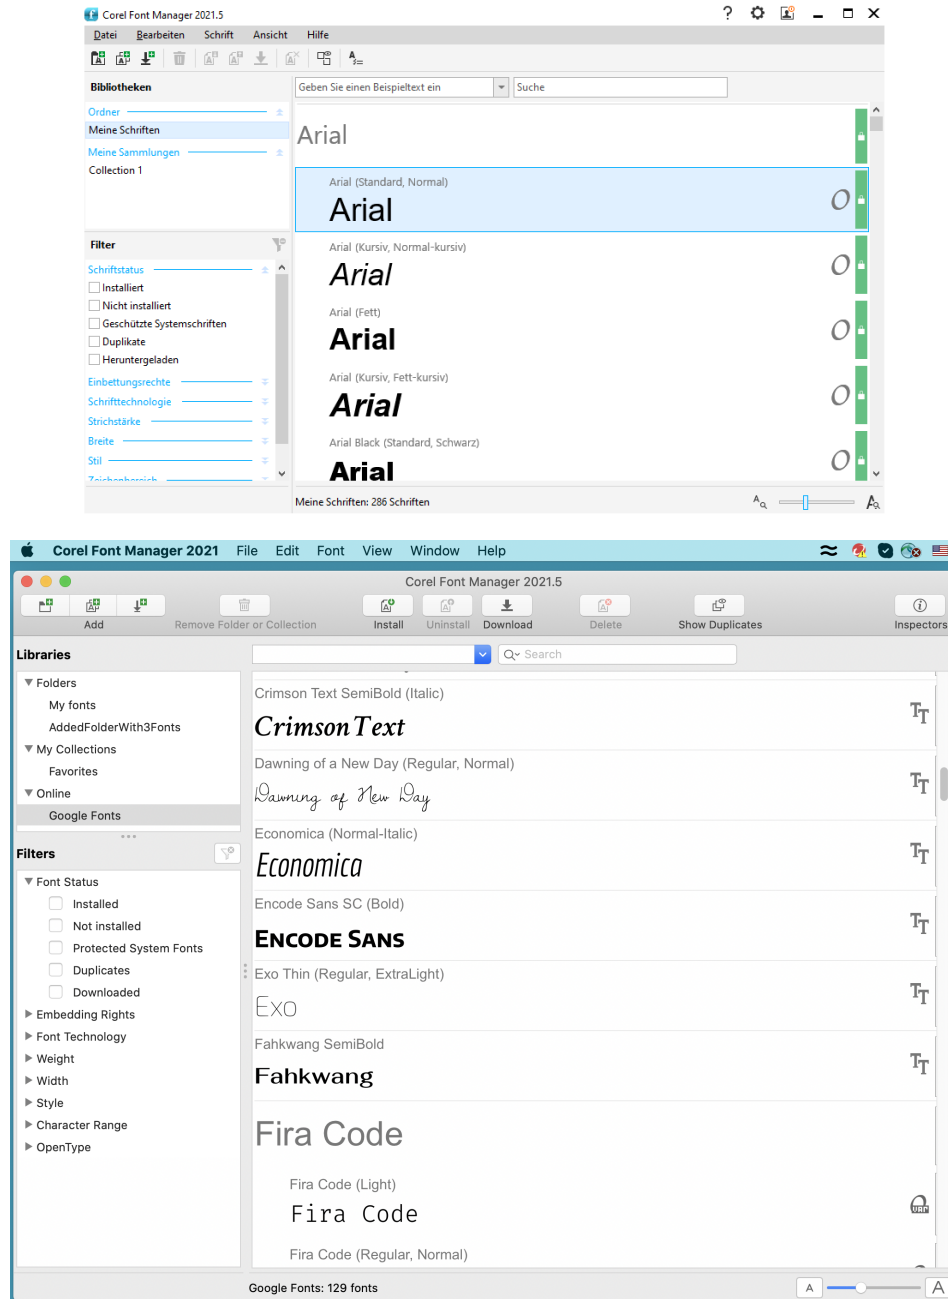 Corel Font Manager 2021.5
Datei Bearbeiten Schrift Ansicht Hilfe
Bibliotheken
Ordner
Meine Schriften
Meine Sammlungen
Collection 1
Filter
Schriftstatus
Installiert
Nicht installiert
Geschützte Systemschriften
Duplikate
Heruntergeladen
Einbettungsrechte
Schrifttechnologie
Strichstärke
Breite
Stil
Zeichenbereich
Geben Sie einen Beispieltext ein
Suche
Arial
Arial (Standard, Normal)
Arial
Arial (Kursiv, Normal-kursiv)
Arial
Arial (Fett)
Arial
Arial (Kursiv, Fett-kursiv)
Arial
Arial Black (Standard, Schwarz)
Arial
Meine Schriften: 286 Schriften
Corel Font Manager 2021 File Edit Font View Window Help
Corel Font Manager 2021.5
Add
Remove Folder or Collection
Install
Uninstall
Download
Delete
Show Duplicates
Inspectors
Libraries
Search
Folders
My fonts
AddedFolderWith3Fonts
My Collections
Favorites
Online
Google Fonts
Filters
Font Status
Installed
Not installed
Protected System Fonts
Duplicates
Downloaded
Embedding Rights
Font Technology
Weight
Width
Style
Character Range
OpenType
Crimson Text SemiBold (Italic)
Crimson Text
Dawning of a New Day (Regular, Normal)
Dawning of New Day
Economica (Normal-Italic)
Economica
Encode Sans SC (Bold)
Encode Sans
Exo Thin (Regular, ExtraLight)
Exo
Fahkwang SemiBold
Fahkwang
Fira Code
Fira Code (Light)
Fira Code
Fira Code (Regular, Normal)
Google Fonts: 129 fonts
A
A